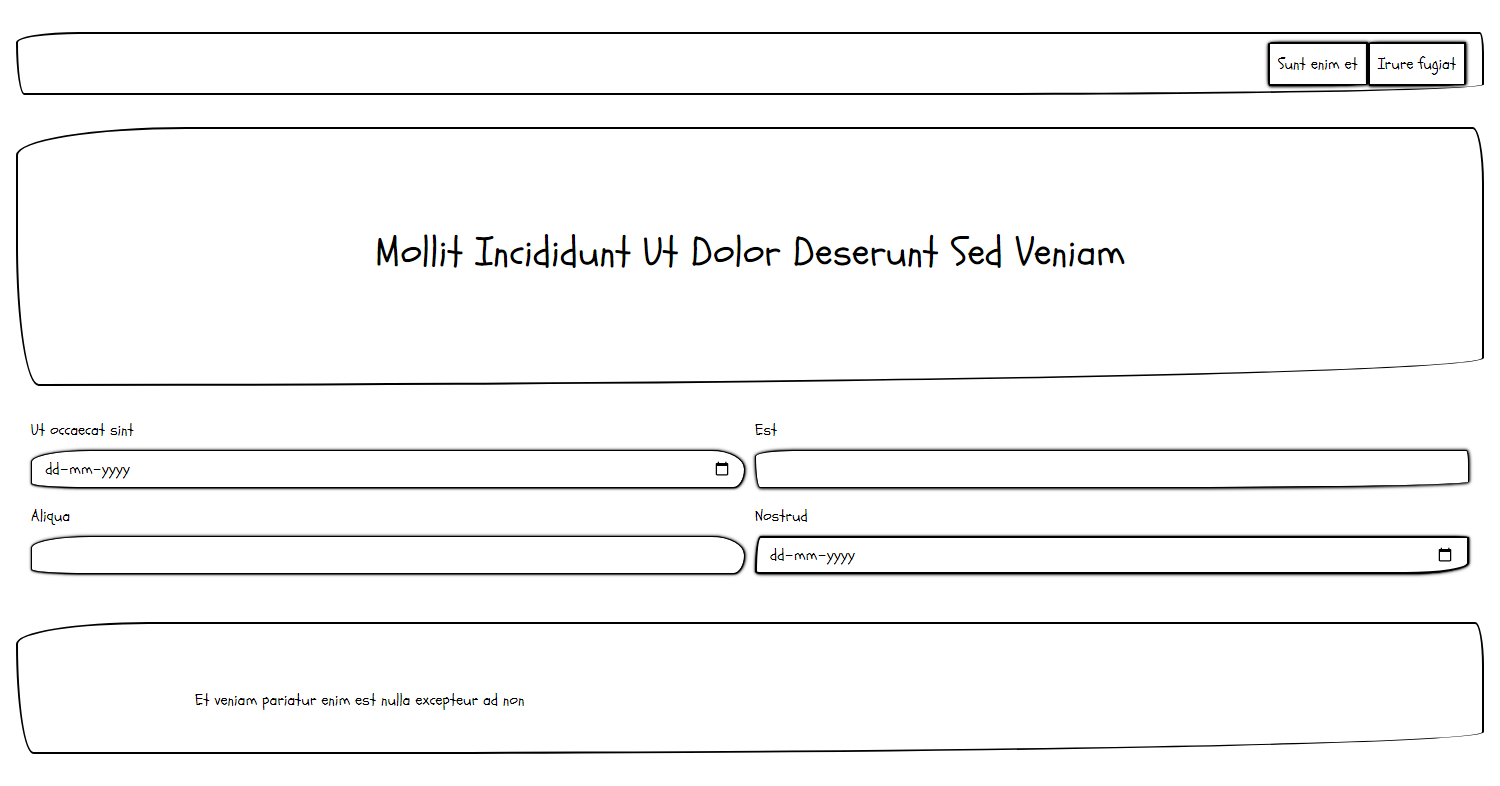 Sunt enim et Irure fugiat
Mollit Incididunt Ut Dolor Deserunt Sed Veniam
Ut occaecat sint Est
dd-mm-yyyy
Aliqua Nostrud
dd-mm-yyyy
Et veniam pariatur enim est nulla excepteur ad non